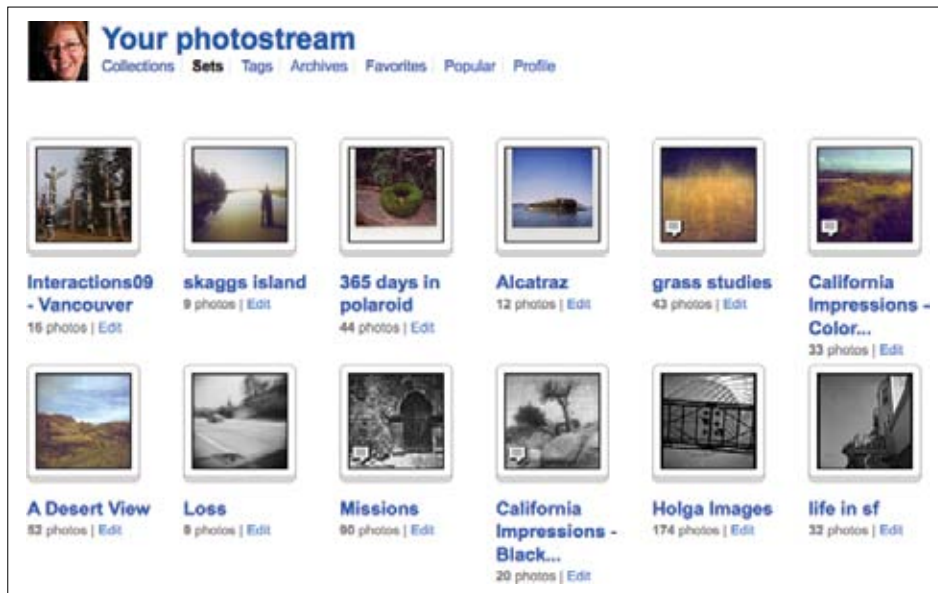 Your photostream
Collections Sets Tags Archives Favorites Popular Profile
Interactions09
- Vancouver
16 photos | Edit
skaggs island
9 photos | Edit
365 days in
polaroid
44 photos | Edit
Alcatraz
12 photos | Edit
grass studies
43 photos | Edit
California
Impressions -
Color...
33 photos | Edit
A Desert View
52 photos | Edit
Loss
8 photos | Edit
Missions
90 photos | Edit
California
Impressions -
Black...
20 photos | Edit
Holga Images
174 photos | Edit
life in sf
32 photos | Edit